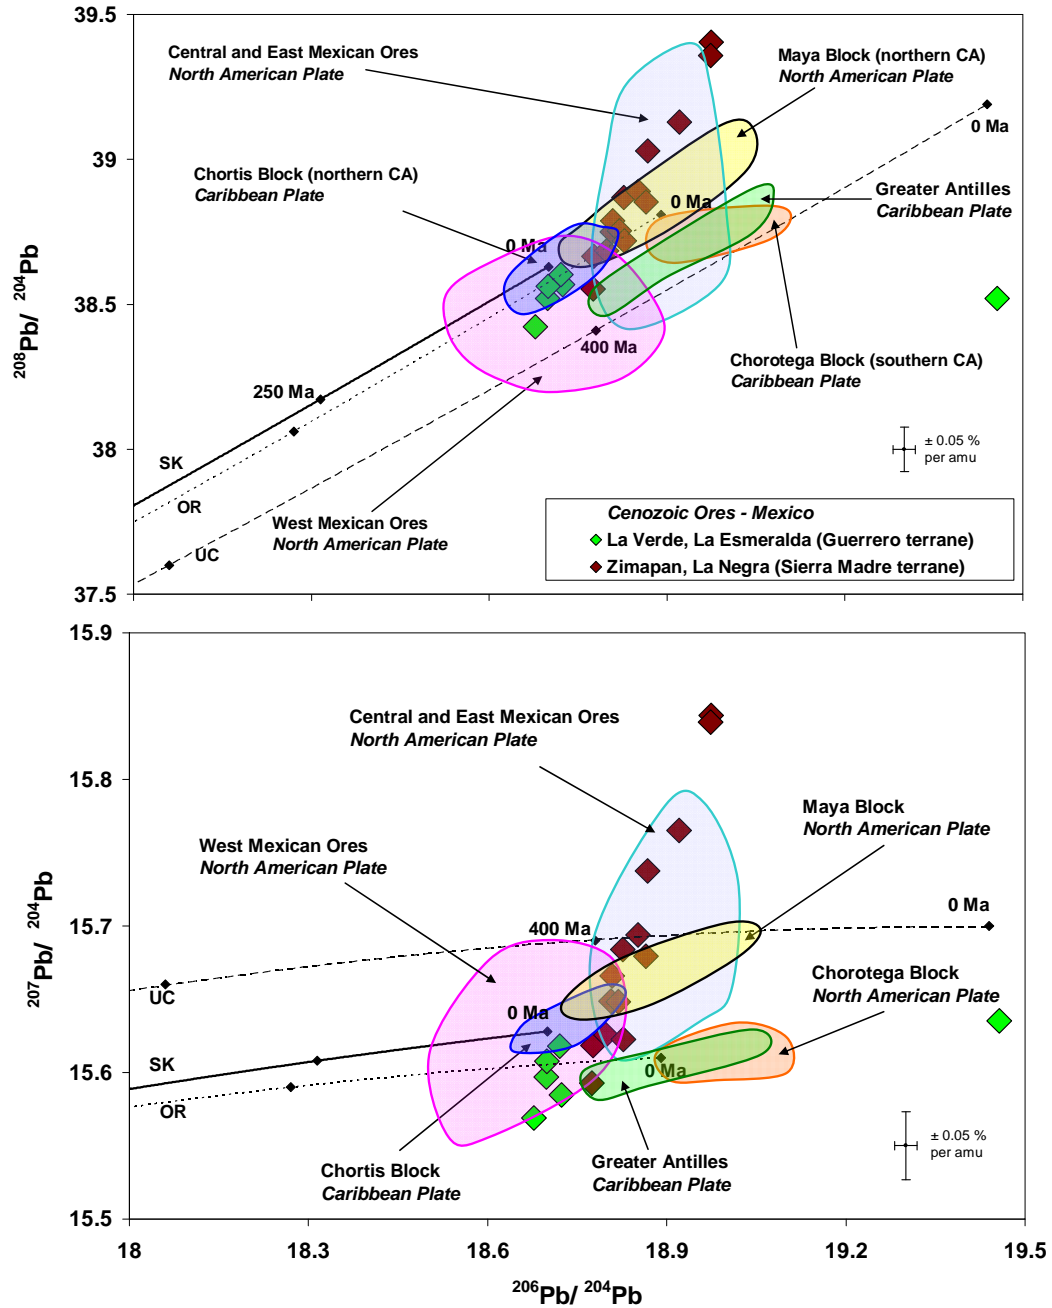 39.5
39
38.5
38
37.5
208Pb/ 204Pb
Central and East Mexican Ores
North American Plate
Maya Block (northern CA)
North American Plate
0 Ma
Chortis Block (northern CA)
Caribbean Plate
0 Ma
Greater Antilles
Caribbean Plate
0 Ma
400 Ma
Chorotega Block (southern CA)
Caribbean Plate
250 Ma
SK
OR
UC
West Mexican Ores
North American Plate
± 0.05 %
per amu
Cenozoic Ores - Mexico
La Verde, La Esmeralda (Guerrero terrane)
Zimapan, La Negra (Sierra Madre terrane)
15.9
15.8
15.7
15.6
15.5
207Pb/ 204Pb
Central and East Mexican Ores
North American Plate
Maya Block
North American Plate
West Mexican Ores
North American Plate
0 Ma
400 Ma
Chorotega Block
North American Plate
UC
0 Ma
SK
OR
0 Ma
Chortis Block
Caribbean Plate
Greater Antilles
Caribbean Plate
± 0.05 %
per amu
18
18.3
18.6
18.9
19.2
19.5
206Pb/ 204Pb